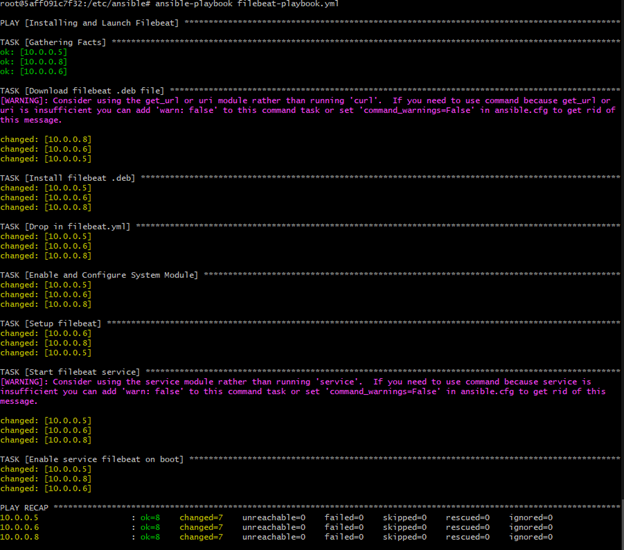 root@5aff091c7f32:/etc/ansible# ansible-playbook filebeat-playbook.yml
PLAY [Installing and Launch Filebeat] ******************************************************************************************************
TASK [Gathering Facts] *********************************************************************************************************************
ok: [10.0.0.5]
ok: [10.0.0.8]
ok: [10.0.0.6]
TASK [Download filebeat .deb file] *********************************************************************************************************
[WARNING]: Consider using the get_url or uri module rather than running 'curl'.  If you need to use command because get_url or
uri is insufficient you can add 'warn: false' to this command task or set 'command_warnings=False' in ansible.cfg to get rid of
this message.
changed: [10.0.0.8]
changed: [10.0.0.6]
changed: [10.0.0.5]
TASK [Install filebeat .deb] ***************************************************************************************************************
changed: [10.0.0.5]
changed: [10.0.0.6]
changed: [10.0.0.8]
TASK [Drop in filebeat.yml] ****************************************************************************************************************
changed: [10.0.0.5]
changed: [10.0.0.6]
changed: [10.0.0.8]
TASK [Enable and Configure System Module] **************************************************************************************************
changed: [10.0.0.5]
changed: [10.0.0.6]
changed: [10.0.0.8]
TASK [Setup filebeat] **********************************************************************************************************************
changed: [10.0.0.6]
changed: [10.0.0.8]
changed: [10.0.0.5]
TASK [Start filebeat service] **************************************************************************************************************
[WARNING]: Consider using the service module rather than running 'service'.  If you need to use command because service is
insufficient you can add 'warn: false' to this command task or set 'command_warnings=False' in ansible.cfg to get rid of this
message.
changed: [10.0.0.5]
changed: [10.0.0.6]
changed: [10.0.0.8]
TASK [Enable service filebeat on boot] *****************************************************************************************************
changed: [10.0.0.5]
changed: [10.0.0.8]
changed: [10.0.0.6]
PLAY RECAP *********************************************************************************************************************************
10.0.0.5                   : ok=8    changed=7    unreachable=0    failed=0    skipped=0    rescued=0    ignored=0
10.0.0.6                   : ok=8    changed=7    unreachable=0    failed=0    skipped=0    rescued=0    ignored=0
10.0.0.8                   : ok=8    changed=7    unreachable=0    failed=0    skipped=0    rescued=0    ignored=0